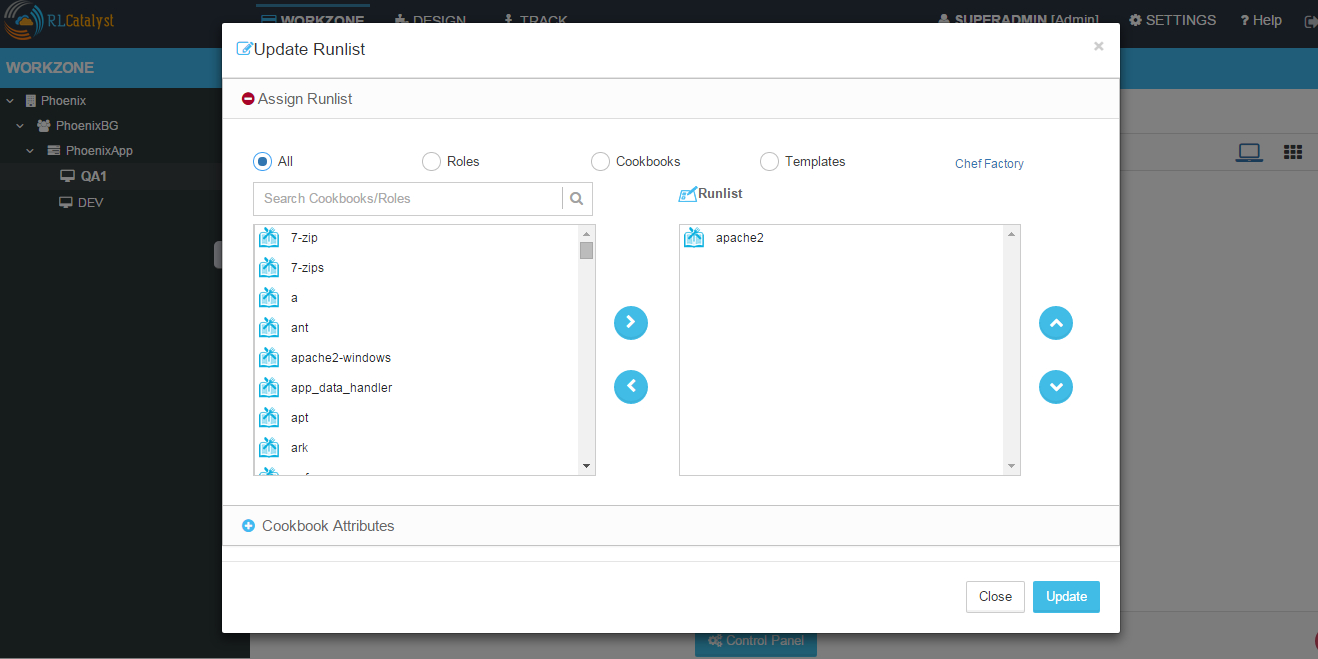 RLCatalyst
WORKZONE
DESIGN
TRACK
SUPERADMIN [Admin]
SETTINGS
? Help
WORKZONE
Phoenix
PhoenixBG
PhoenixApp
QA1
DEV
Update Runlist
×
Assign Runlist
All
Roles
Cookbooks
Templates
Chef Factory
Search Cookbooks/Roles
Runlist
7-zip
7-zips
a
ant
apache2-windows
app_data_handler
apt
ark
apache2
Cookbook Attributes
Close
Update
Control Panel